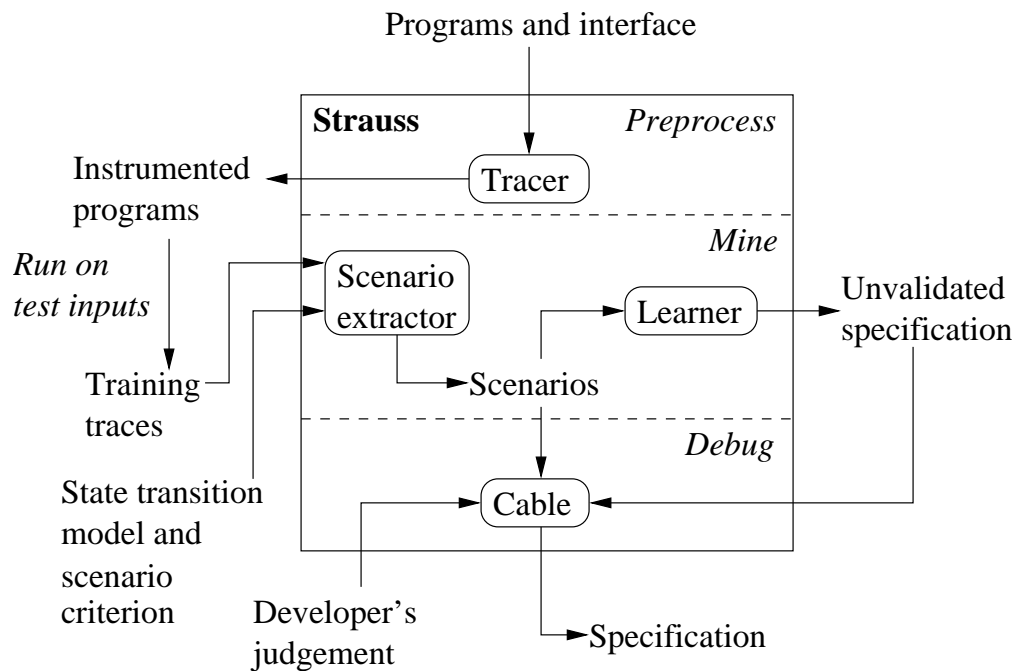 Programs and interface
Strauss
Preprocess
Instrumented
programs
Tracer
Mine
Run on
test inputs
Scenario
extractor
Learner
Unvalidated
specification
Training
traces
Scenarios
Debug
State transition
model and
scenario
criterion
Cable
Developer's
judgement
Specification